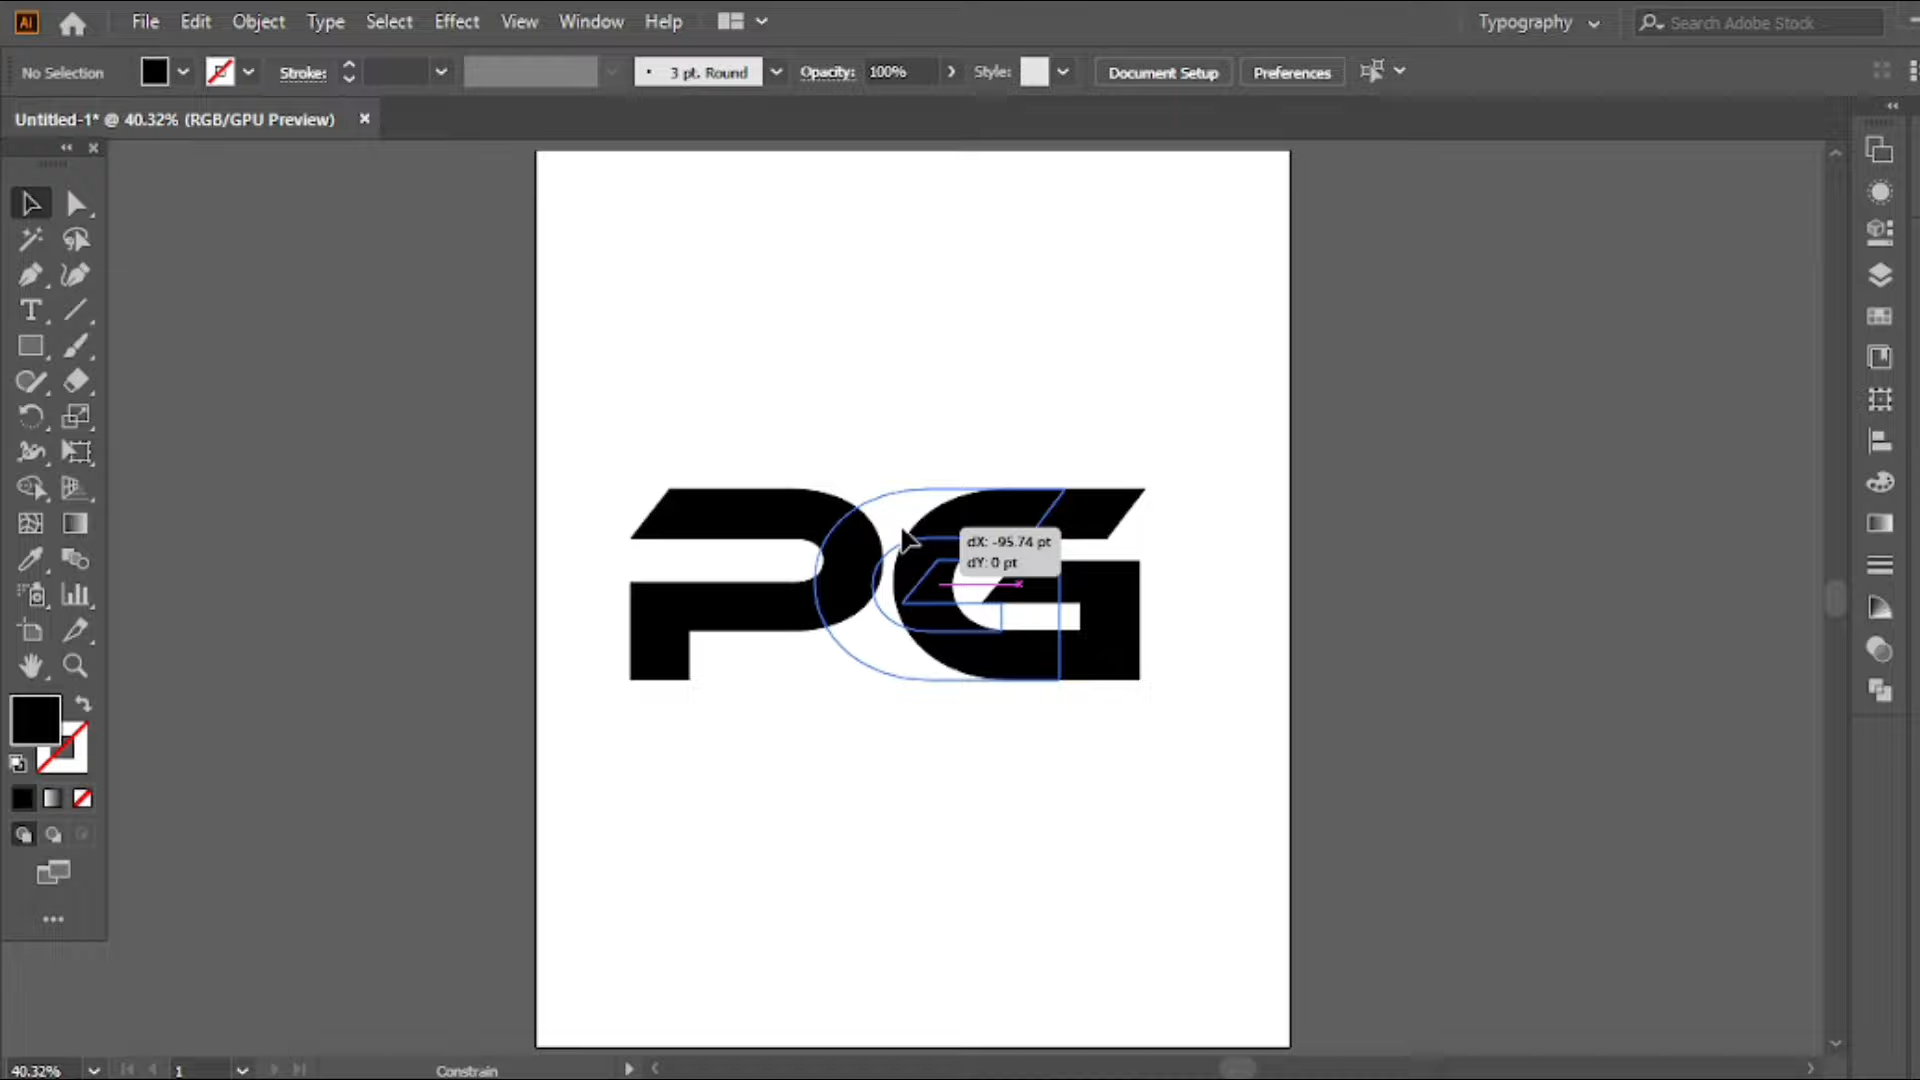 Ai File Edit Object Type Select Effect View Window Help Typography Search Adobe Stock
No Selection Stroke: 3 pt. Round Opacity: 100% Style: Document Setup Preferences
Untitled-1* @ 40.32% (RGB/GPU Preview)
PG
dX: -95.74 pt
dY: 0 pt
40.32% 1 Constrain